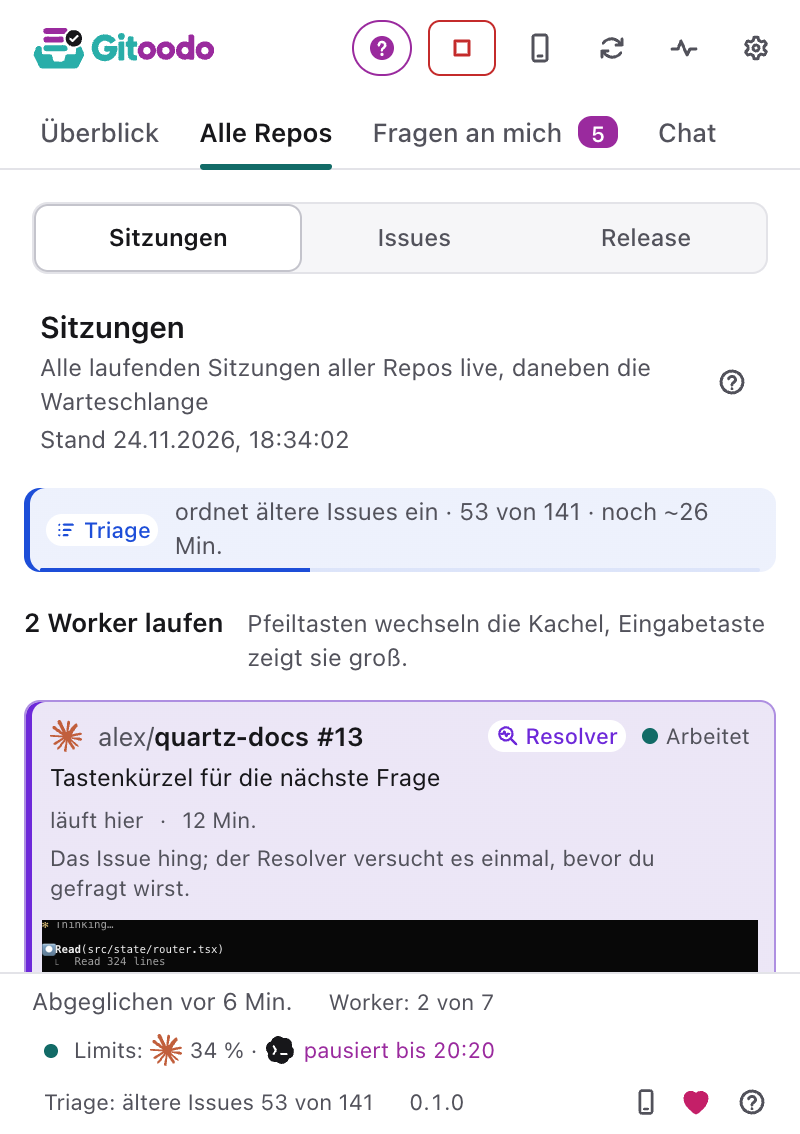 Gitoodo
Überblick
Alle Repos
Fragen an mich 5
Chat
Sitzungen
Issues
Release
Sitzungen
Alle laufenden Sitzungen aller Repos live, daneben die
Warteschlange
Stand 24.11.2026, 18:34:02
Triage
ordnet ältere Issues ein · 53 von 141 · noch ~26
Min.
2 Worker laufen
Pfeiltasten wechseln die Kachel, Eingabetaste
zeigt sie groß.
alex/quartz-docs #13
Resolver
Arbeitet
Tastenkürzel für die nächste Frage
läuft hier · 12 Min.
Das Issue hing; der Resolver versucht es einmal, bevor du
gefragt wirst.
* Thinking…
Read(src/state/router.tsx)
└ Read 324 lines
Abgeglichen vor 6 Min.
Worker: 2 von 7
Limits: 34 % · pausiert bis 20:20
Triage: ältere Issues 53 von 141
0.1.0